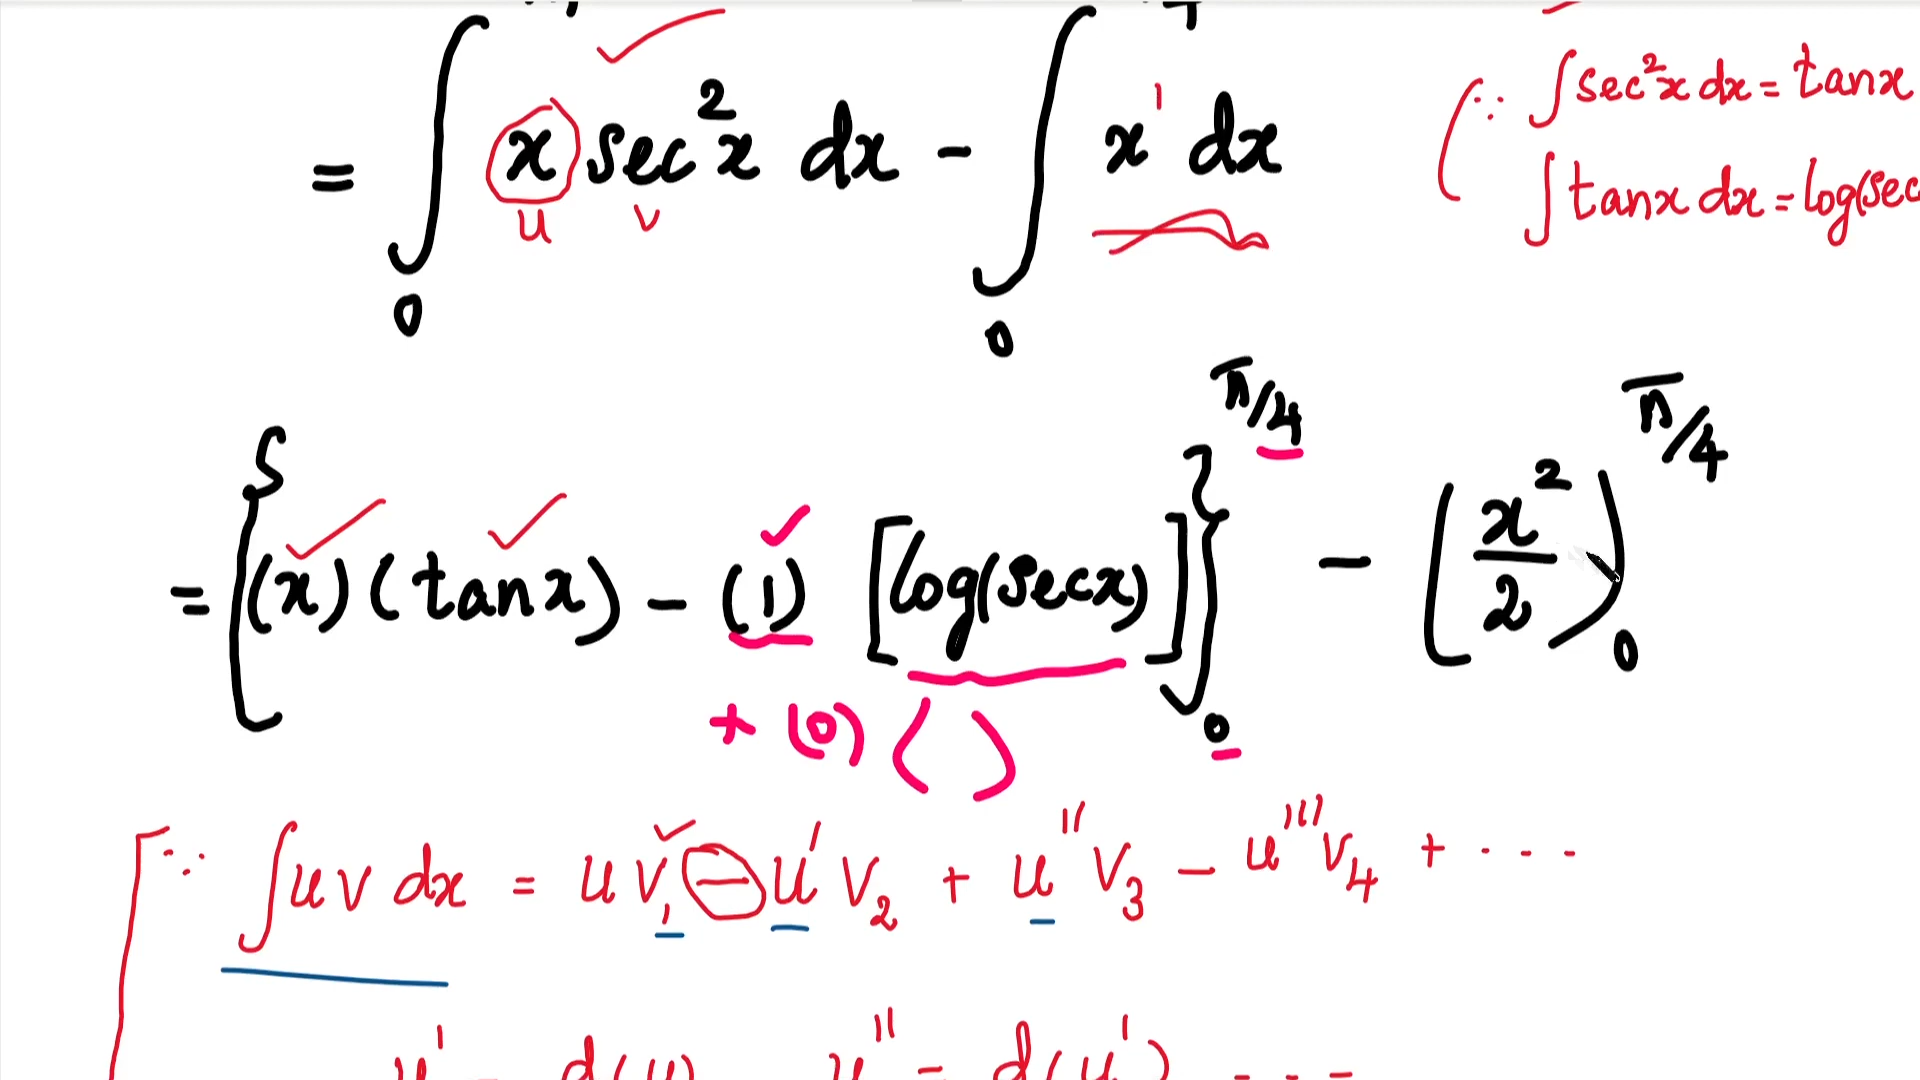 = ∫₀ x sec²x dx - ∫₀ x¹ dx
u v
∵ ∫sec²x dx = tanx
∫tanx dx = log(sec
= {(x)(tanx) - (1) [log(secx)]}₀^π/4 - (x²/2)₀^π/4
+ (0) ( )
[∵ ∫uv dx = uv₁ - u'v₂ + u''v₃ - u'''v₄ + ....
u' = d(u) u'' = d(u') ....